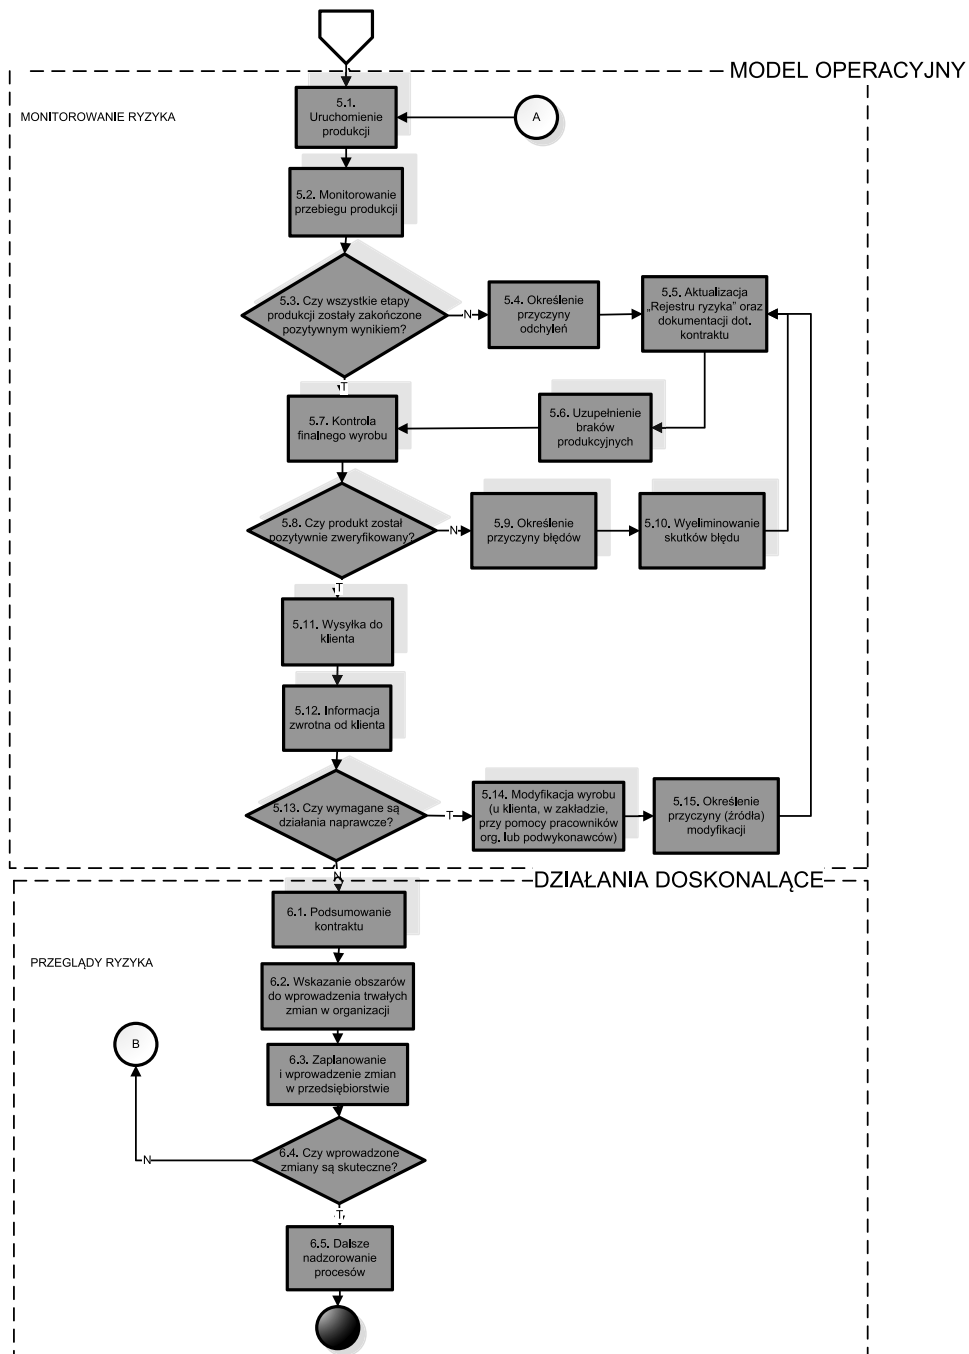 MODEL OPERACYJNY
MONITOROWANIE RYZYKA
5.1.
Uruchomienie
produkcji
A
5.2. Monitorowanie
przebiegu produkcji
5.3. Czy wszystkie etapy
produkcji zostały zakończone
pozytywnym wynikiem?
N
5.4. Określenie
przyczyny
odchyleń
5.5. Aktualizacja
„Rejestru ryzyka” oraz
dokumentacji dot.
kontraktu
T
5.7. Kontrola
finalnego wyrobu
5.6. Uzupełnienie
braków
produkcyjnych
5.8. Czy produkt został
pozytywnie zweryfikowany?
N
5.9. Określenie
przyczyny błędów
5.10. Wyeliminowanie
skutków błędu
T
5.11. Wysyłka do
klienta
5.12. Informacja
zwrotna od klienta
5.13. Czy wymagane są
działania naprawcze?
T
5.14. Modyfikacja wyrobu
(u klienta, w zakładzie,
przy pomocy pracowników
org. lub podwykonawców)
5.15. Określenie
przyczyny (źródła)
modyfikacji
N
DZIAŁANIA DOSKONALĄCE
6.1. Podsumowanie
kontraktu
PRZEGLĄDY RYZYKA
6.2. Wskazanie obszarów
do wprowadzenia trwałych
zmian w organizacji
B
6.3. Zaplanowanie
i wprowadzenie zmian
w przedsiębiorstwie
6.4. Czy wprowadzone
zmiany są skuteczne?
N
T
6.5. Dalsze
nadzorowanie
procesów